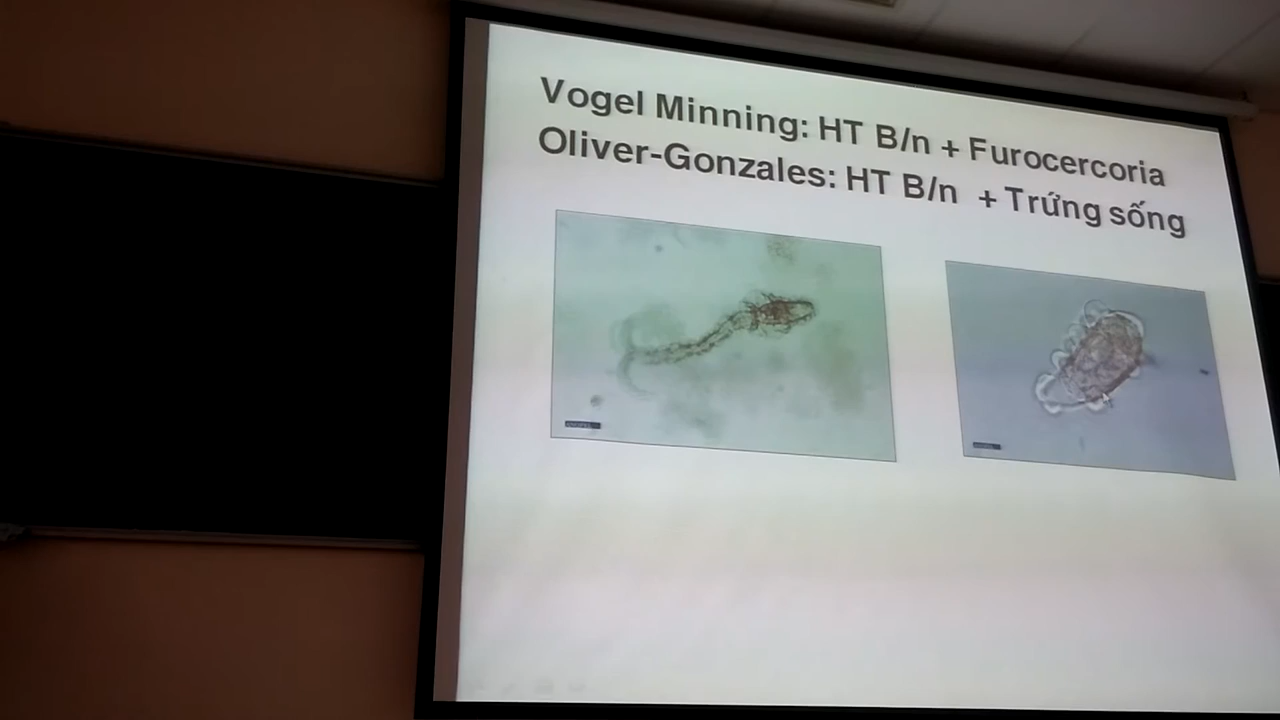 Vogel Minning: HT B/n + Furocercoria
Oliver-Gonzales: HT B/n + Trứng sống